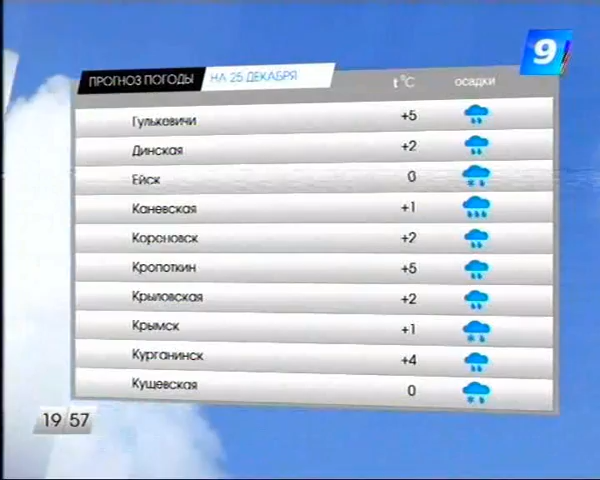 9
ПРОГНОЗ ПОГОДЫ НА 25 ДЕКАБРЯ t °C осадки
Гулькевичи +5
Динская +2
Ейск 0
Каневская +1
Кореновск +2
Кропоткин +5
Крыловская +2
Крымск +1
Курганинск +4
Кущевская 0
19 57